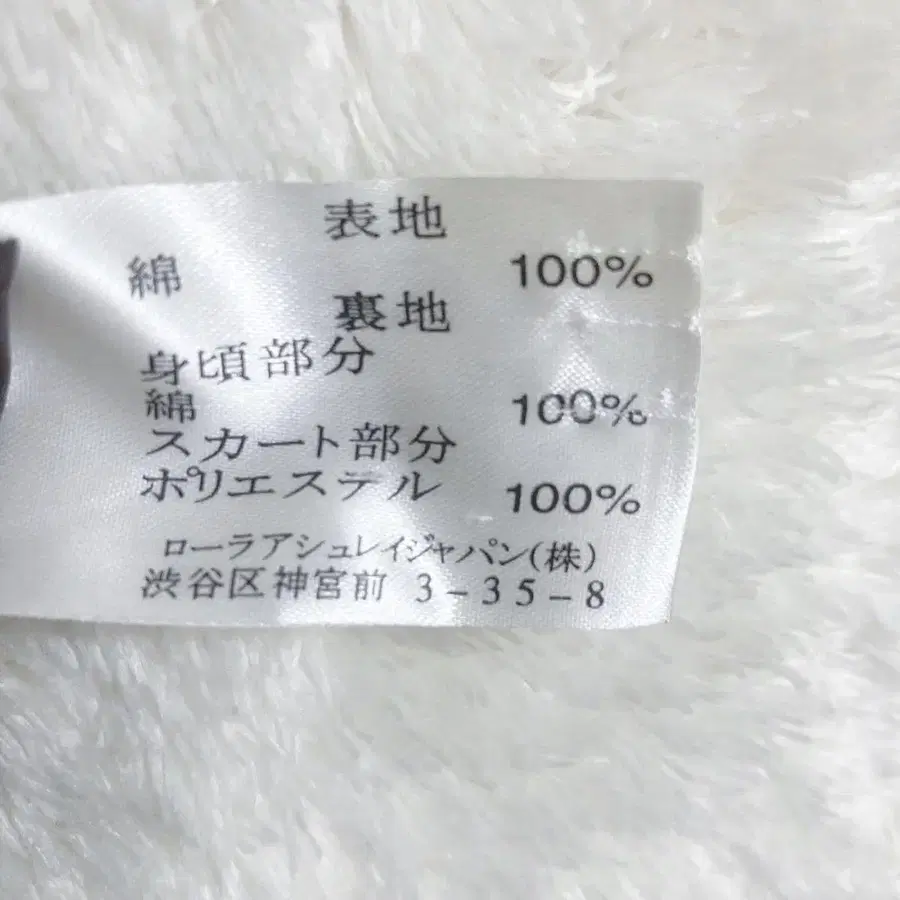 表地
綿 100%
裏地
身頃部分
綿 100%
スカート部分
ポリエステル 100%
ローラアシュレイジャパン(株)
渋谷区神宮前 3-35-8